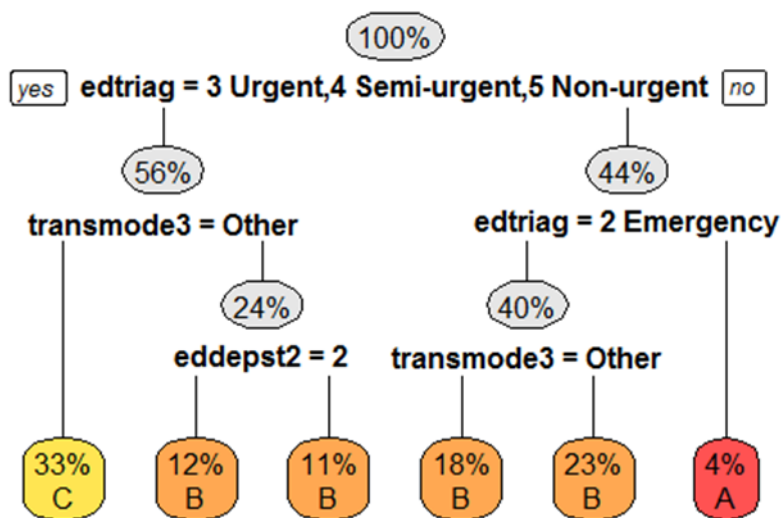 100%
yes edtriag = 3 Urgent,4 Semi-urgent,5 Non-urgent no
56% 44%
transmode3 = Other edtriag = 2 Emergency
24% 40%
eddepst2 = 2 transmode3 = Other
33% 12% 11% 18% 23% 4%
C B B B B A